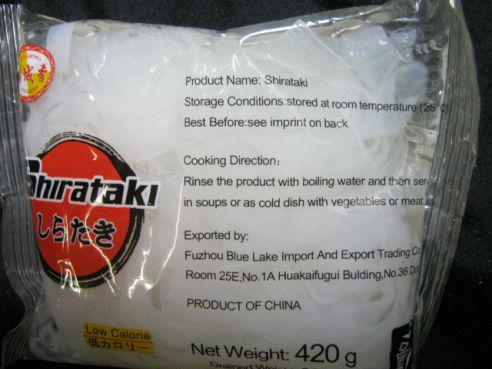 Product Name: Shirataki
Storage Conditions:stored at room temperature (25℃)
Best Before:see imprint on back
Cooking Direction:
Rinse the product with boiling water and then
in soups or as cold dish with vegetables or meat
Exported by:
Fuzhou Blue Lake Import And Export Trading
Room 25E,No.1A Huakaifugui Bulding,No.36
PRODUCT OF CHINA
Shirataki
しらたき
Low Calorie
低カロリー
Net Weight: 420 g
Drained